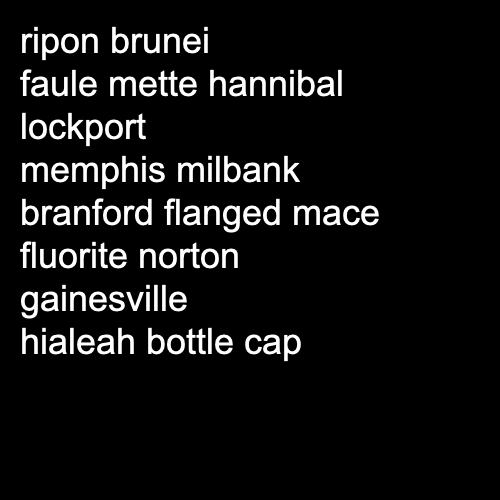 ripon brunei
faule mette hannibal
lockport
memphis milbank
branford flanged mace
fluorite norton
gainesville
hialeah bottle cap